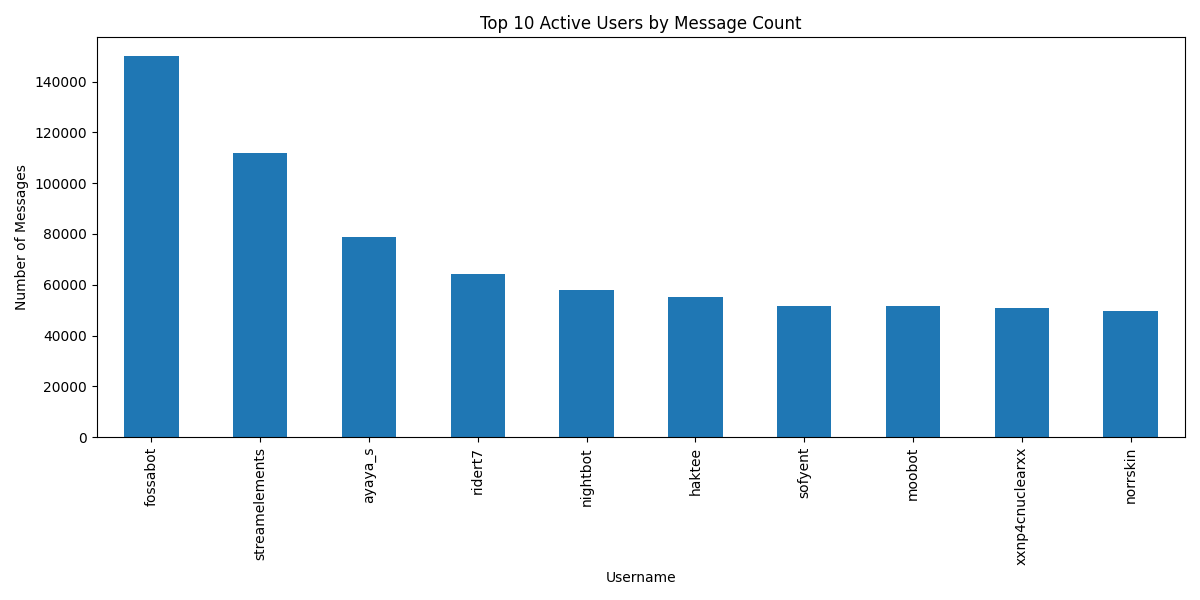 Top 10 Active Users by Message Count
Number of Messages
140000
120000
100000
80000
60000
40000
20000
0
fossabot
streamelements
ayaya_s
ridert7
nightbot
haktee
sofyent
moobot
xxnp4cnuclearxx
norrskin
Username